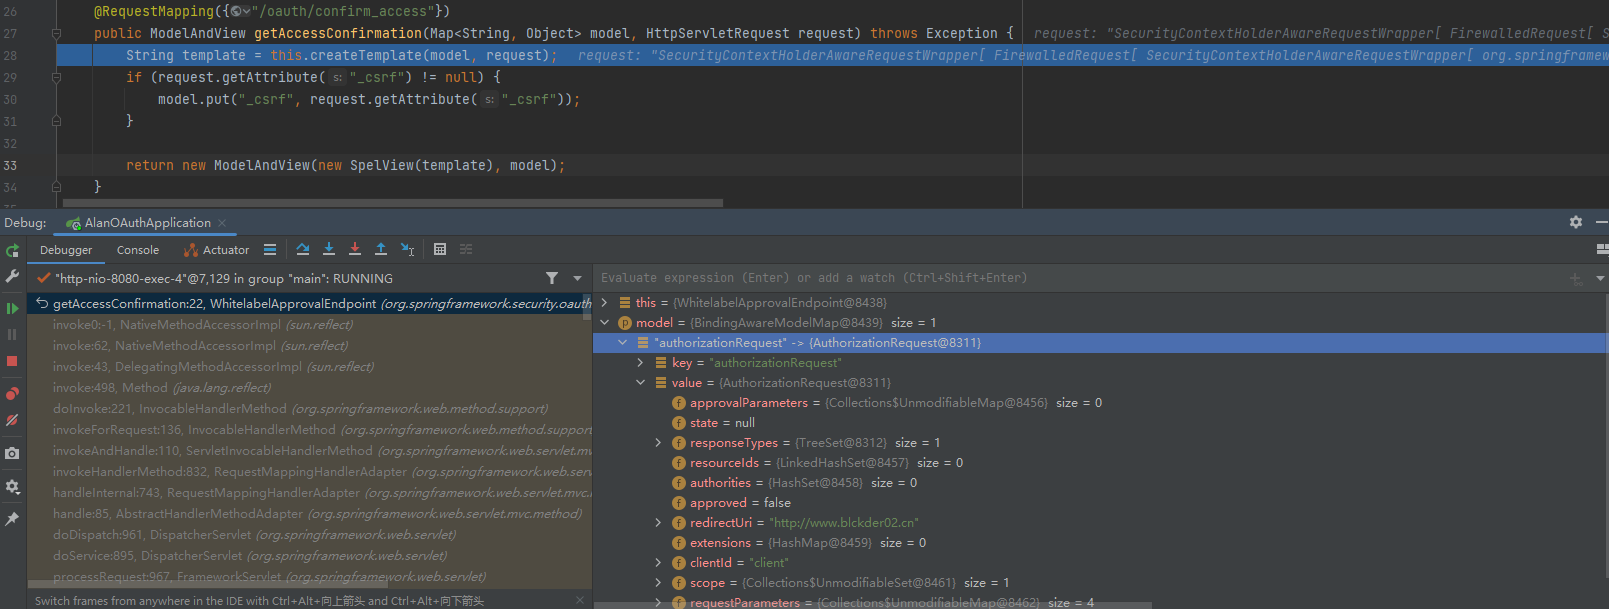 26 @RequestMapping({"/oauth/confirm_access"})
27 public ModelAndView getAccessConfirmation(Map<String, Object> model, HttpServletRequest request) throws Exception { request: "SecurityContextHolderAwareRequestWrapper[ FirewalledRequest[ S
28 String template = this.createTemplate(model, request); request: "SecurityContextHolderAwareRequestWrapper[ FirewalledRequest[ SecurityContextHolderAwareRequestWrapper[ org.springframew
29 if (request.getAttribute( s: "_csrf") != null) {
30 model.put("_csrf", request.getAttribute( s: "_csrf"));
31 }
32
33 return new ModelAndView(new SpelView(template), model);
34 }
Debug: AlanOAuthApplication
Debugger Console Actuator
"http-nio-8080-exec-4"@7,129 in group "main": RUNNING
getAccessConfirmation:22, WhitelabelApprovalEndpoint (org.springframework.security.oauth
invoke0:-1, NativeMethodAccessorImpl (sun.reflect)
invoke:62, NativeMethodAccessorImpl (sun.reflect)
invoke:43, DelegatingMethodAccessorImpl (sun.reflect)
invoke:498, Method (java.lang.reflect)
doInvoke:221, InvocableHandlerMethod (org.springframework.web.method.support)
invokeForRequest:136, InvocableHandlerMethod (org.springframework.web.method.support
invokeAndHandle:110, ServletInvocableHandlerMethod (org.springframework.web.servlet.mv
invokeHandlerMethod:832, RequestMappingHandlerAdapter (org.springframework.web.serv
handleInternal:743, RequestMappingHandlerAdapter (org.springframework.web.servlet.mvc.
handle:85, AbstractHandlerMethodAdapter (org.springframework.web.servlet.mvc.method)
doDispatch:961, DispatcherServlet (org.springframework.web.servlet)
doService:895, DispatcherServlet (org.springframework.web.servlet)
processRequest:967, FrameworkServlet (org.springframework.web.servlet)
Switch frames from anywhere in the IDE with Ctrl+Alt+向上箭头 and Ctrl+Alt+向下箭头
Evaluate expression (Enter) or add a watch (Ctrl+Shift+Enter)
this = {WhitelabelApprovalEndpoint@8438}
model = {BindingAwareModelMap@8439} size = 1
"authorizationRequest" -> {AuthorizationRequest@8311}
key = "authorizationRequest"
value = {AuthorizationRequest@8311}
approvalParameters = {Collections$UnmodifiableMap@8456} size = 0
state = null
responseTypes = {TreeSet@8312} size = 1
resourceIds = {LinkedHashSet@8457} size = 0
authorities = {HashSet@8458} size = 0
approved = false
redirectUri = "http://www.blckder02.cn"
extensions = {HashMap@8459} size = 0
clientId = "client"
scope = {Collections$UnmodifiableSet@8461} size = 1
requestParameters = {Collections$UnmodifiableMap@8462} size = 4